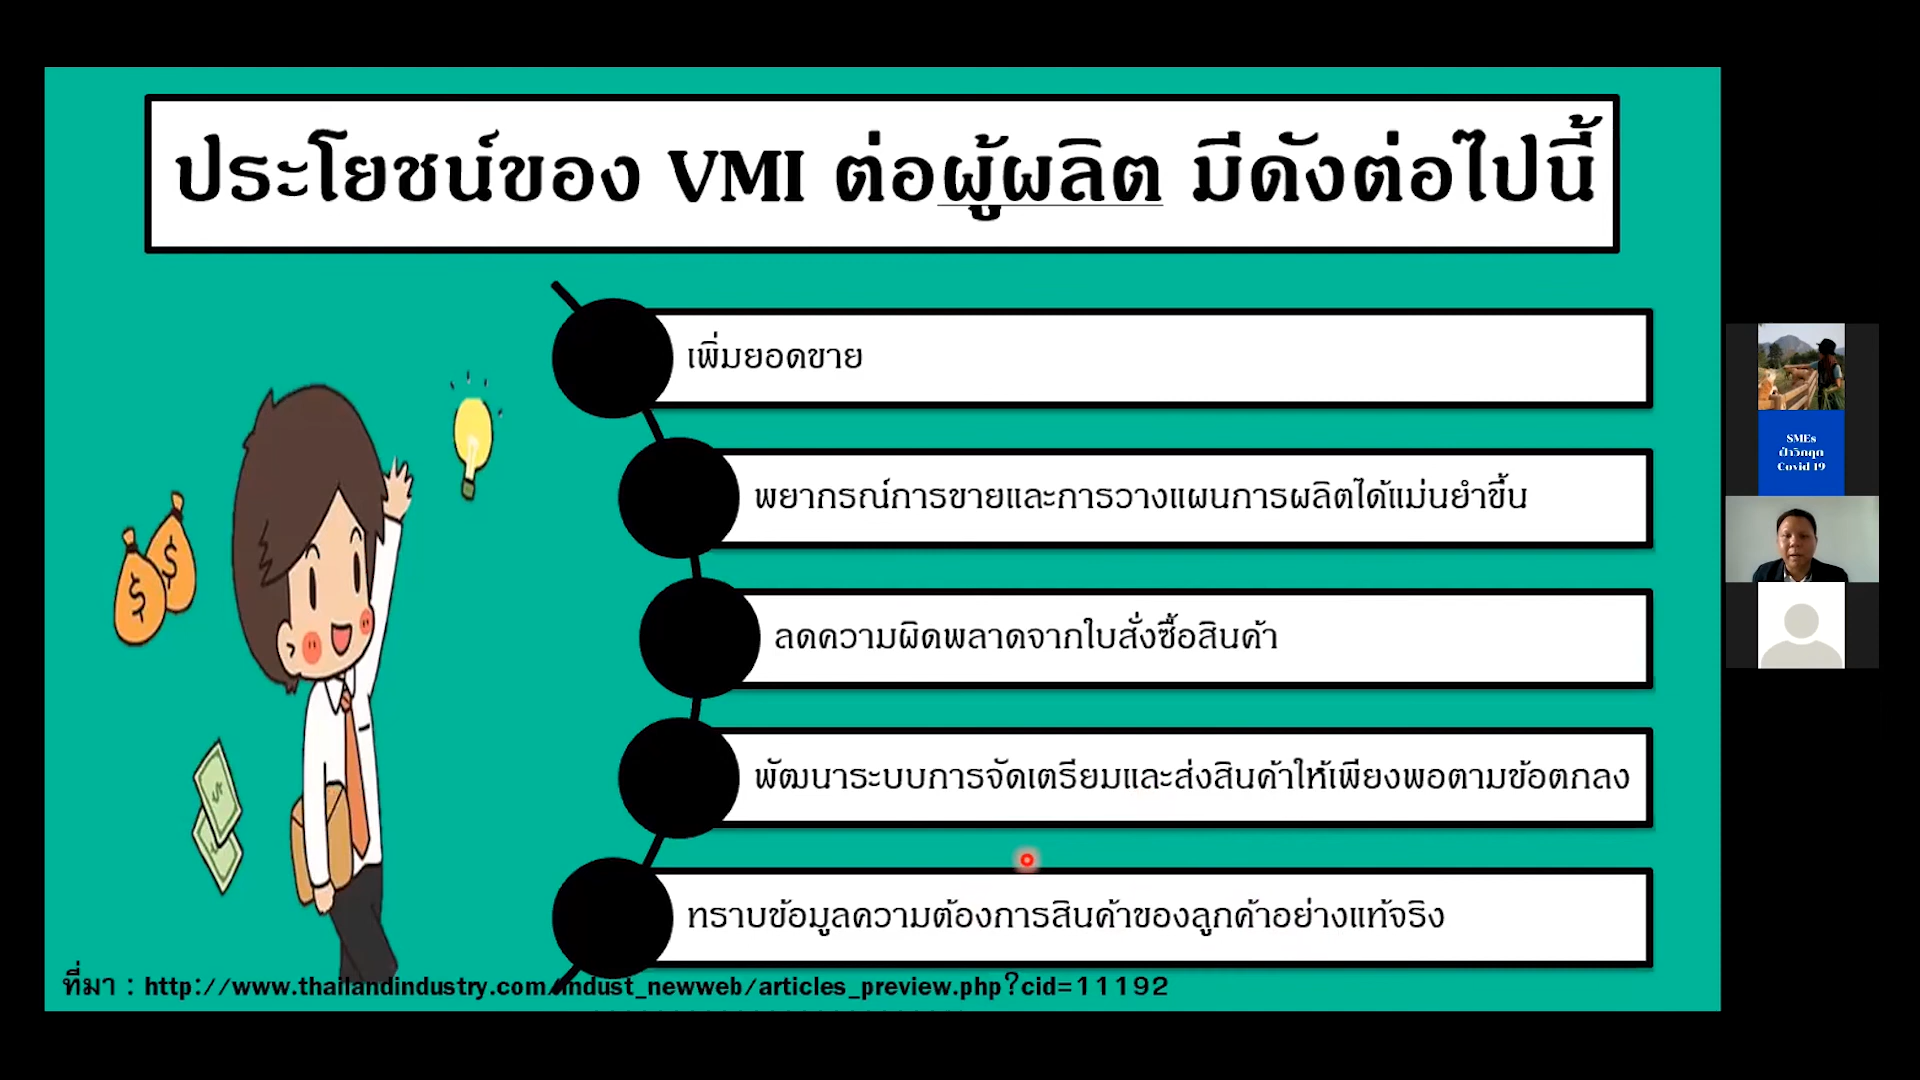 ประโยชน์ของ VMI ต่อผู้ผลิต มีดังต่อไปนี้
เพิ่มยอดขาย
พยากรณ์การขายและการวางแผนการผลิตได้แม่นยำขึ้น
ลดความผิดพลาดจากใบสั่งซื้อสินค้า
พัฒนาระบบการจัดเตรียมและส่งสินค้าให้เพียงพอตามข้อตกลง
ทราบข้อมูลความต้องการสินค้าของลูกค้าอย่างแท้จริง
ที่มา : http://www.thailandindustry.com/indust_newweb/articles_preview.php?cid=11192
SMEs
ฝ่าวิกฤต
Covid 19